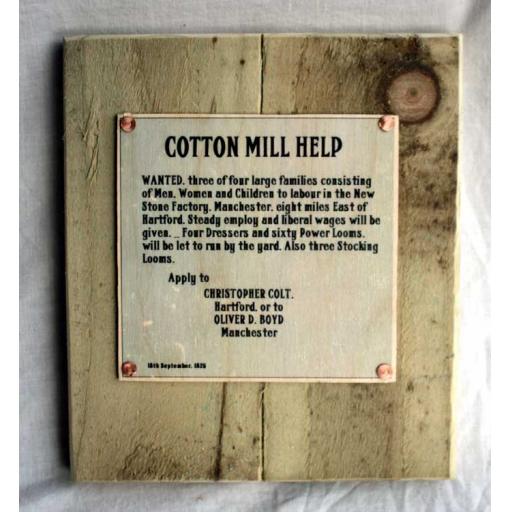 COTTON MILL HELP
WANTED, three of four large families consisting
of Men, Women and Children to labour in the New
Stone Factory, Manchester, eight miles East of
Hartford. Steady employ and liberal wages will be
given. _ Four Dressers and sixty Power Looms,
will be let to run by the yard. Also three Stocking
Looms.
Apply to
CHRISTOPHER COLT,
Hartford, or to
OLIVER D. BOYD
Manchester
18th September, 1825